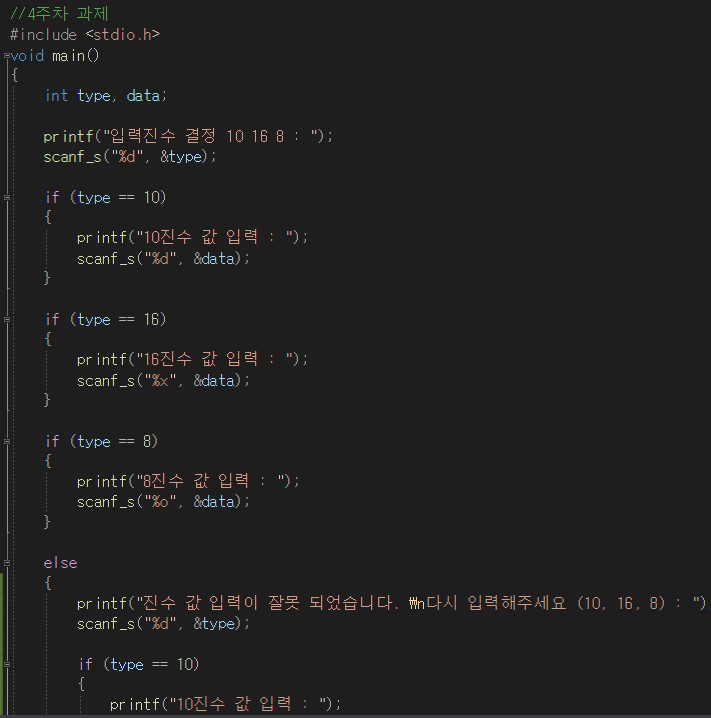 //4주차 과제
#include <stdio.h>
void main()
{
int type, data;
printf("입력진수 결정 10 16 8 : ");
scanf_s("%d", &type);
if (type == 10)
{
printf("10진수 값 입력 : ");
scanf_s("%d", &data);
}
if (type == 16)
{
printf("16진수 값 입력 : ");
scanf_s("%x", &data);
}
if (type == 8)
{
printf("8진수 값 입력 : ");
scanf_s("%o", &data);
}
else
{
printf("진수 값 입력이 잘못 되었습니다. ₩n다시 입력해주세요 (10, 16, 8) : ")
scanf_s("%d", &type);
if (type == 10)
{
printf("10진수 값 입력 : ");